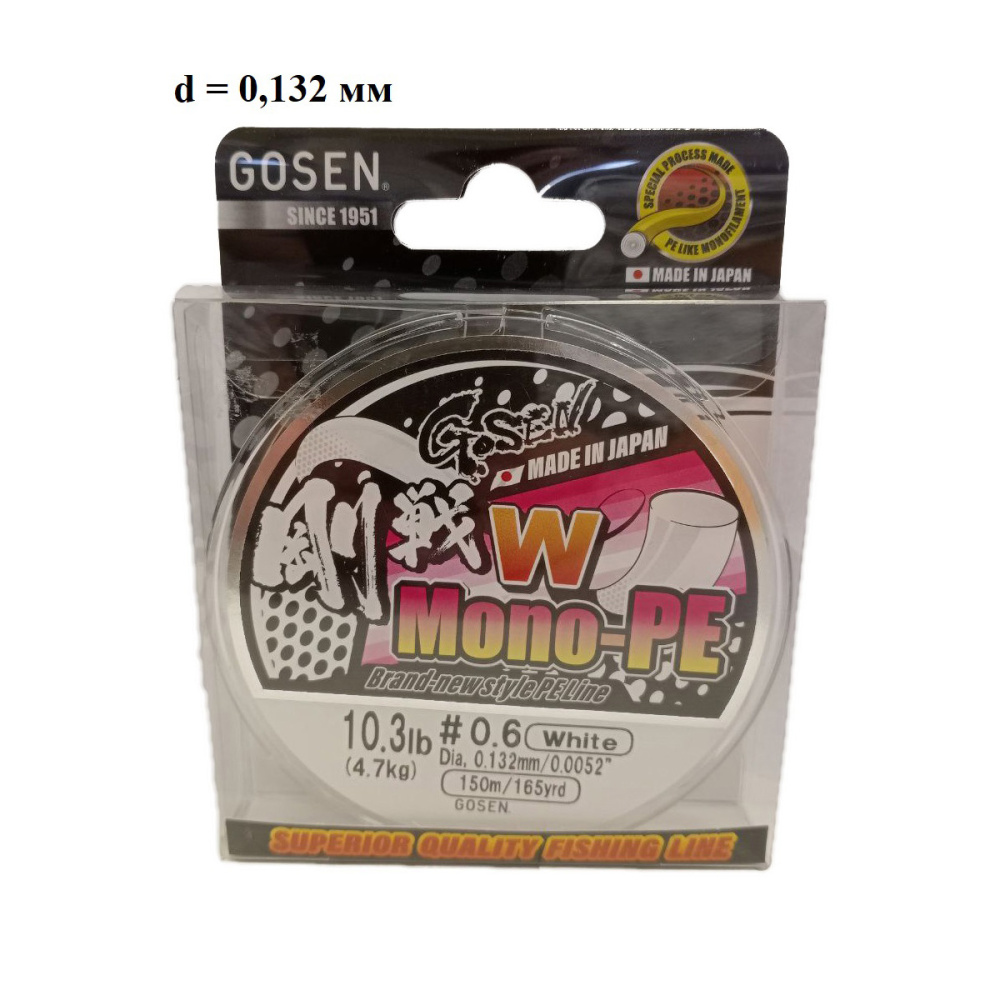 d = 0,132 мм
GOSEN®
SINCE 1951
SPECIAL PROCESS MADE
PE LIKE MONOFILAMENT
MADE IN JAPAN
GOSEN
MADE IN JAPAN
剛戦 W
Mono-PE
Brand-new style PE Line
10.3lb #0.6 White
(4.7kg) Dia, 0.132mm/0.0052"
150m/165yrd
GOSEN.
SUPERIOR QUALITY FISHING LINE